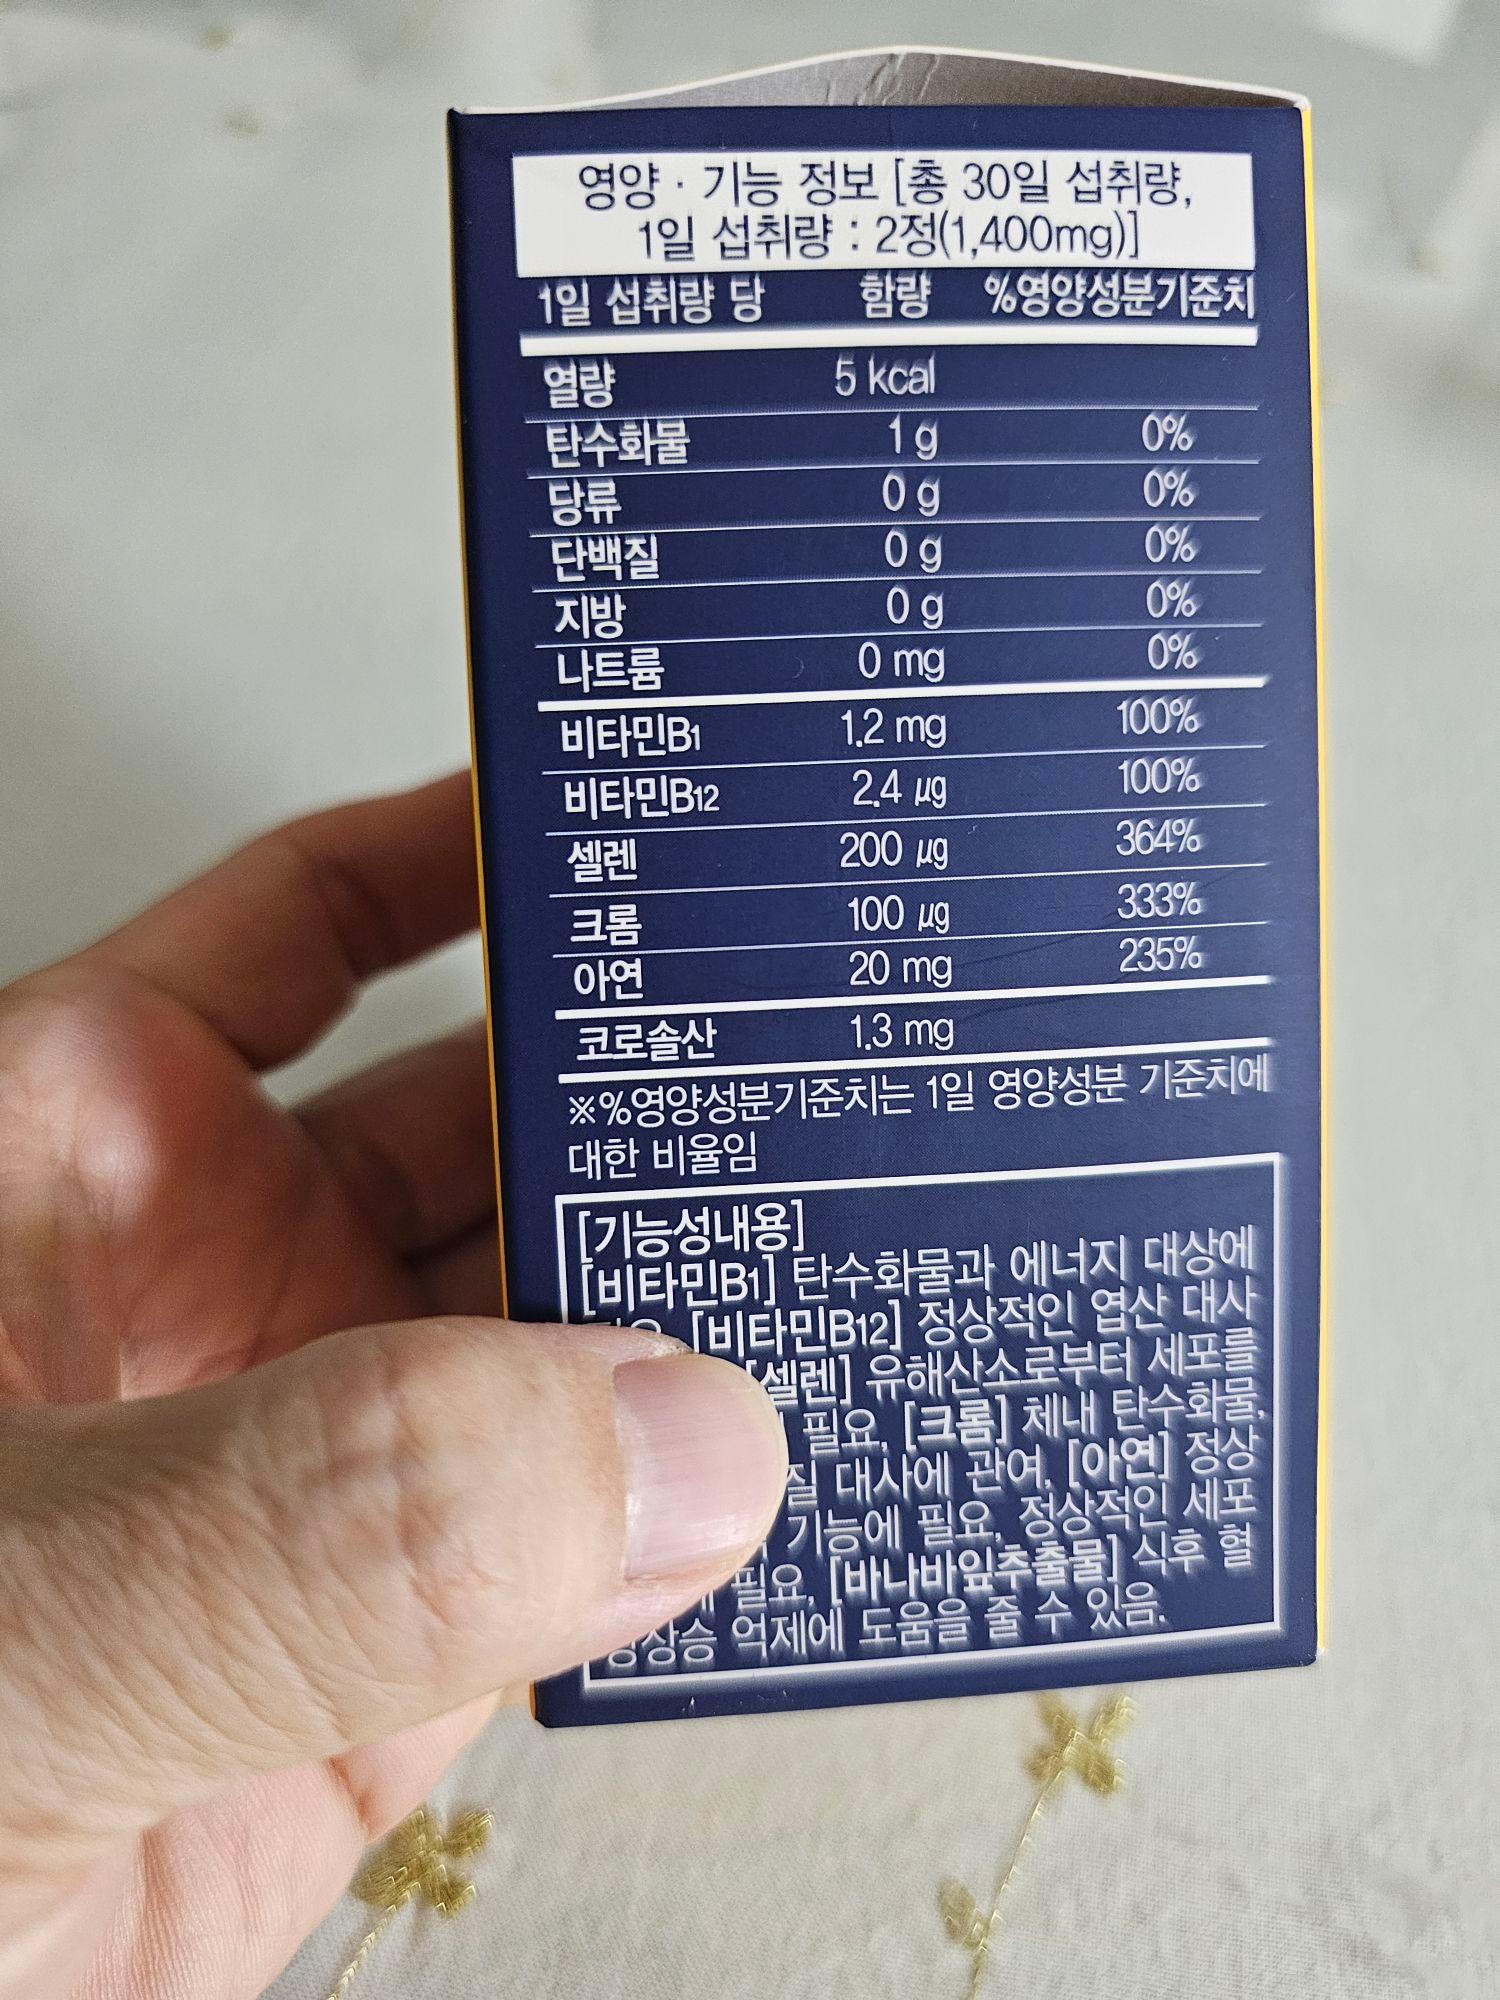 영양 · 기능 정보 [총 30일 섭취량,
1일 섭취량 : 2정(1,400mg)]
1일 섭취량 당 함량 %영양성분기준치
열량 5 kcal
탄수화물 1 g 0%
당류 0 g 0%
단백질 0 g 0%
지방 0 g 0%
나트륨 0 mg 0%
비타민B1 1.2 mg 100%
비타민B12 2.4 µg 100%
셀렌 200 µg 364%
크롬 100 µg 333%
아연 20 mg 235%
코로솔산 1.3 mg
※%영양성분기준치는 1일 영양성분 기준치에
대한 비율임
[기능성내용]
[비타민B1] 탄수화물과 에너지 대상에
[비타민B12] 정상적인 엽산 대사
[셀렌] 유해산소로부터 세포를
필요, [크롬] 체내 탄수화물,
질 대사에 관여, [아연] 정상
기능에 필요, 정상적인 세포
필요, [바나바잎추출물] 식후 혈
당상승 억제에 도움을 줄 수 있음.